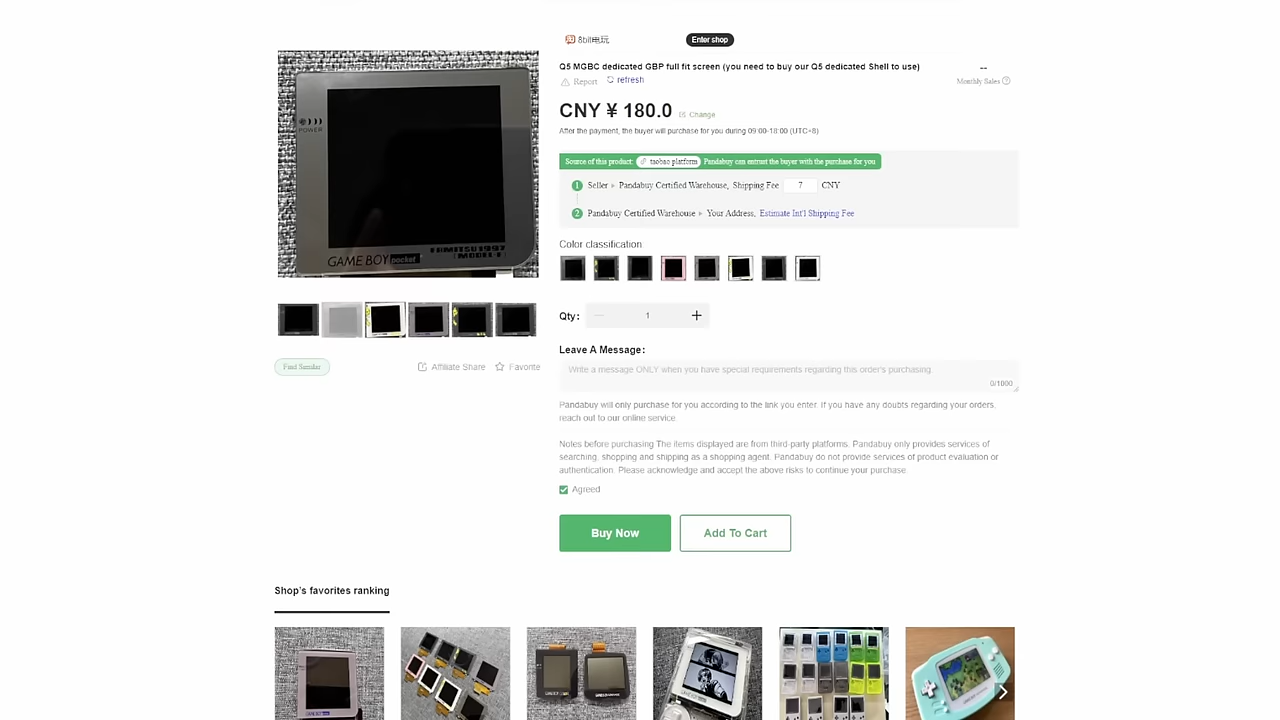 8bit电玩
Enter shop
Q5 MGBC dedicated GBP full fit screen (you need to buy our Q5 dedicated Shell to use)
--
Report
refresh
Monthly Sales
CNY ¥ 180.0
Change
After the payment, the buyer will purchase for you during 09:00-18:00 (UTC+8)
Source of this product: taobao platform Pandabuy can entrust the buyer with the purchase for you
1 Seller Pandabuy Certified Warehouse, Shipping Fee 7 CNY
2 Pandabuy Certified Warehouse Your Address, Estimate Int'l Shipping Fee
POWER
GAME BOY pocket
MODEL-F
Color classification
Qty: 1
Leave A Message:
Write a message ONLY when you have special requirements regarding this order's purchasing.
0/1000
Find Similar
Affiliate Share
Favorite
Pandabuy will only purchase for you according to the link you enter. If you have any doubts regarding your orders,
reach out to our online service.
Notes before purchasing The items displayed are from third-party platforms, Pandabuy only provides services of
searching, shopping and shipping as a shopping agent. Pandabuy do not provide services of product evaluation or
authentication. Please acknowledge and accept the above risks to continue your purchase
Agreed
Buy Now
Add To Cart
Shop's favorites ranking